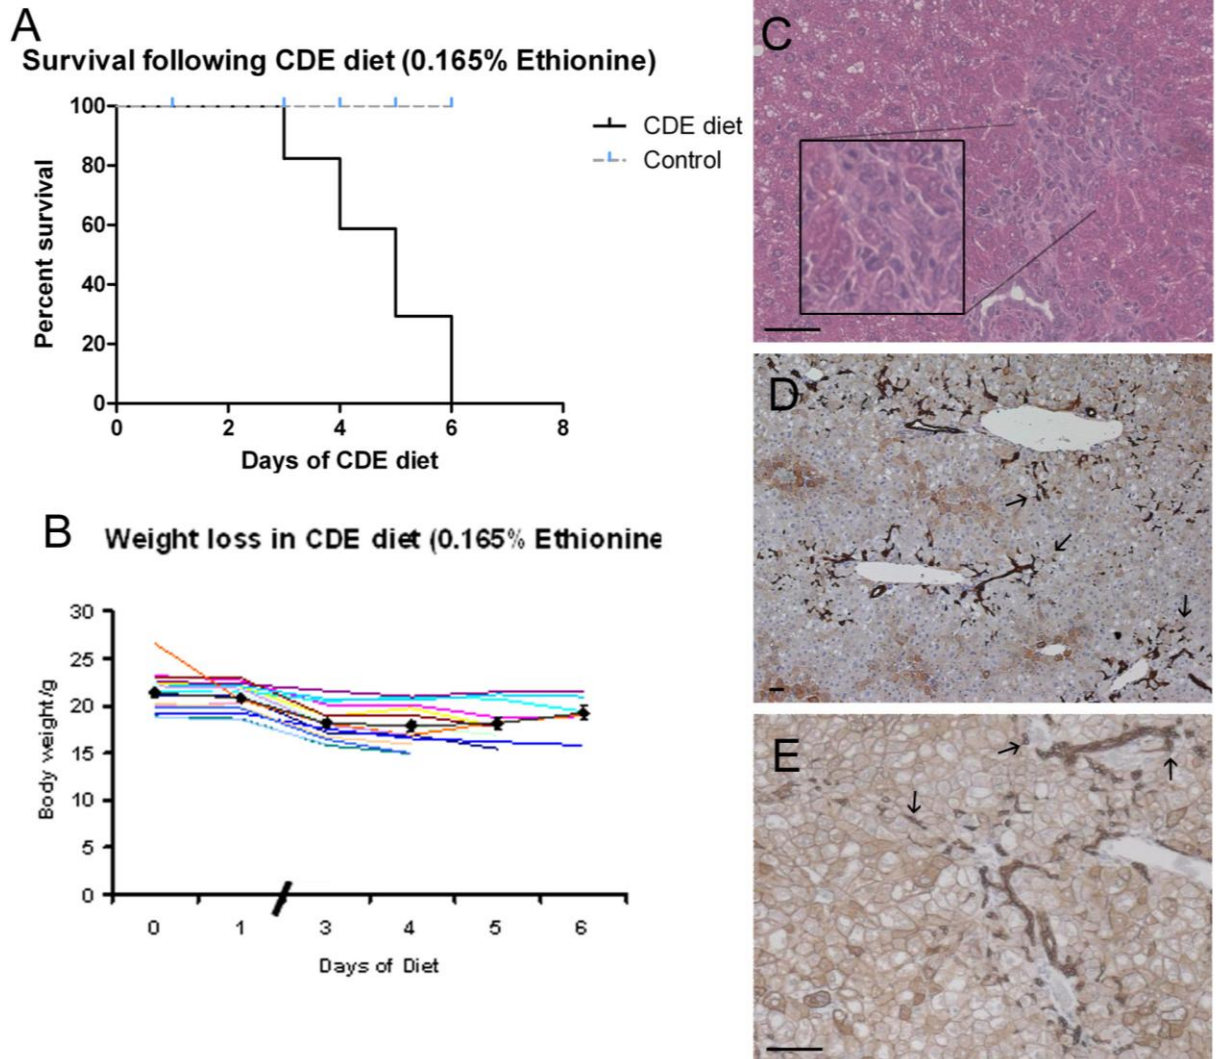 A
Survival following CDE diet (0.165% Ethionine)
100
80
60
40
20
0
Percent survival
0 2 4 6 8
Days of CDE diet
CDE diet
Control
B
Weight loss in CDE diet (0.165% Ethionine
30
25
20
15
10
5
0
Body weight/g
0 1 3 4 5 6
Days of Diet
C
D
E